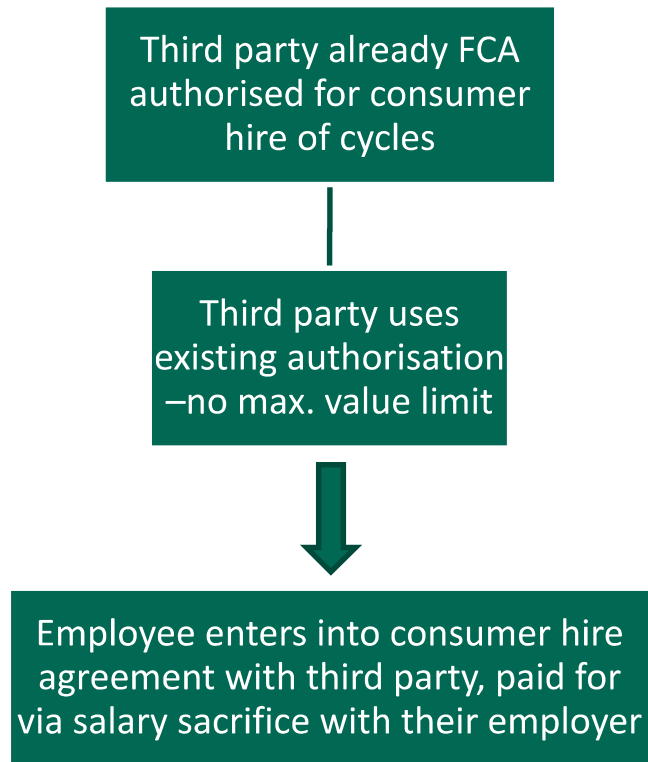 Third party already FCA
authorised for consumer
hire of cycles
Third party uses
existing authorisation
–no max. value limit
Employee enters into consumer hire
agreement with third party, paid for
via salary sacrifice with their employer